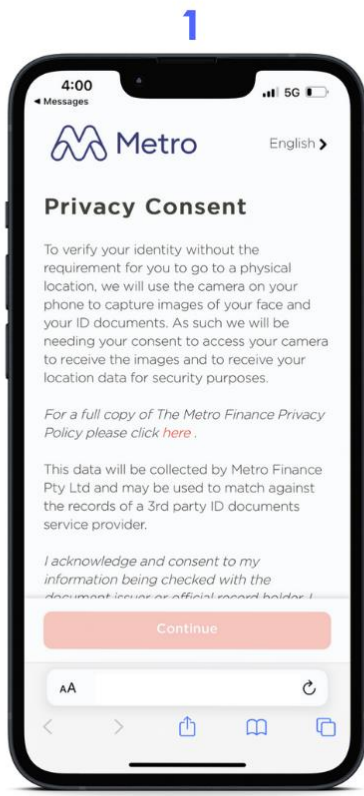 1
4:00
5G
◄ Messages
Metro
English >
Privacy Consent
To verify your identity without the
requirement for you to go to a physical
location, we will use the camera on your
phone to capture images of your face and
your ID documents. As such we will be
needing your consent to access your camera
to receive the images and to receive your
location data for security purposes.
For a full copy of The Metro Finance Privacy
Policy please click here .
This data will be collected by Metro Finance
Pty Ltd and may be used to match against
the records of a 3rd party ID documents
service provider.
I acknowledge and consent to my
information being checked with the
document issuer or official record holder. I
Continue
AA